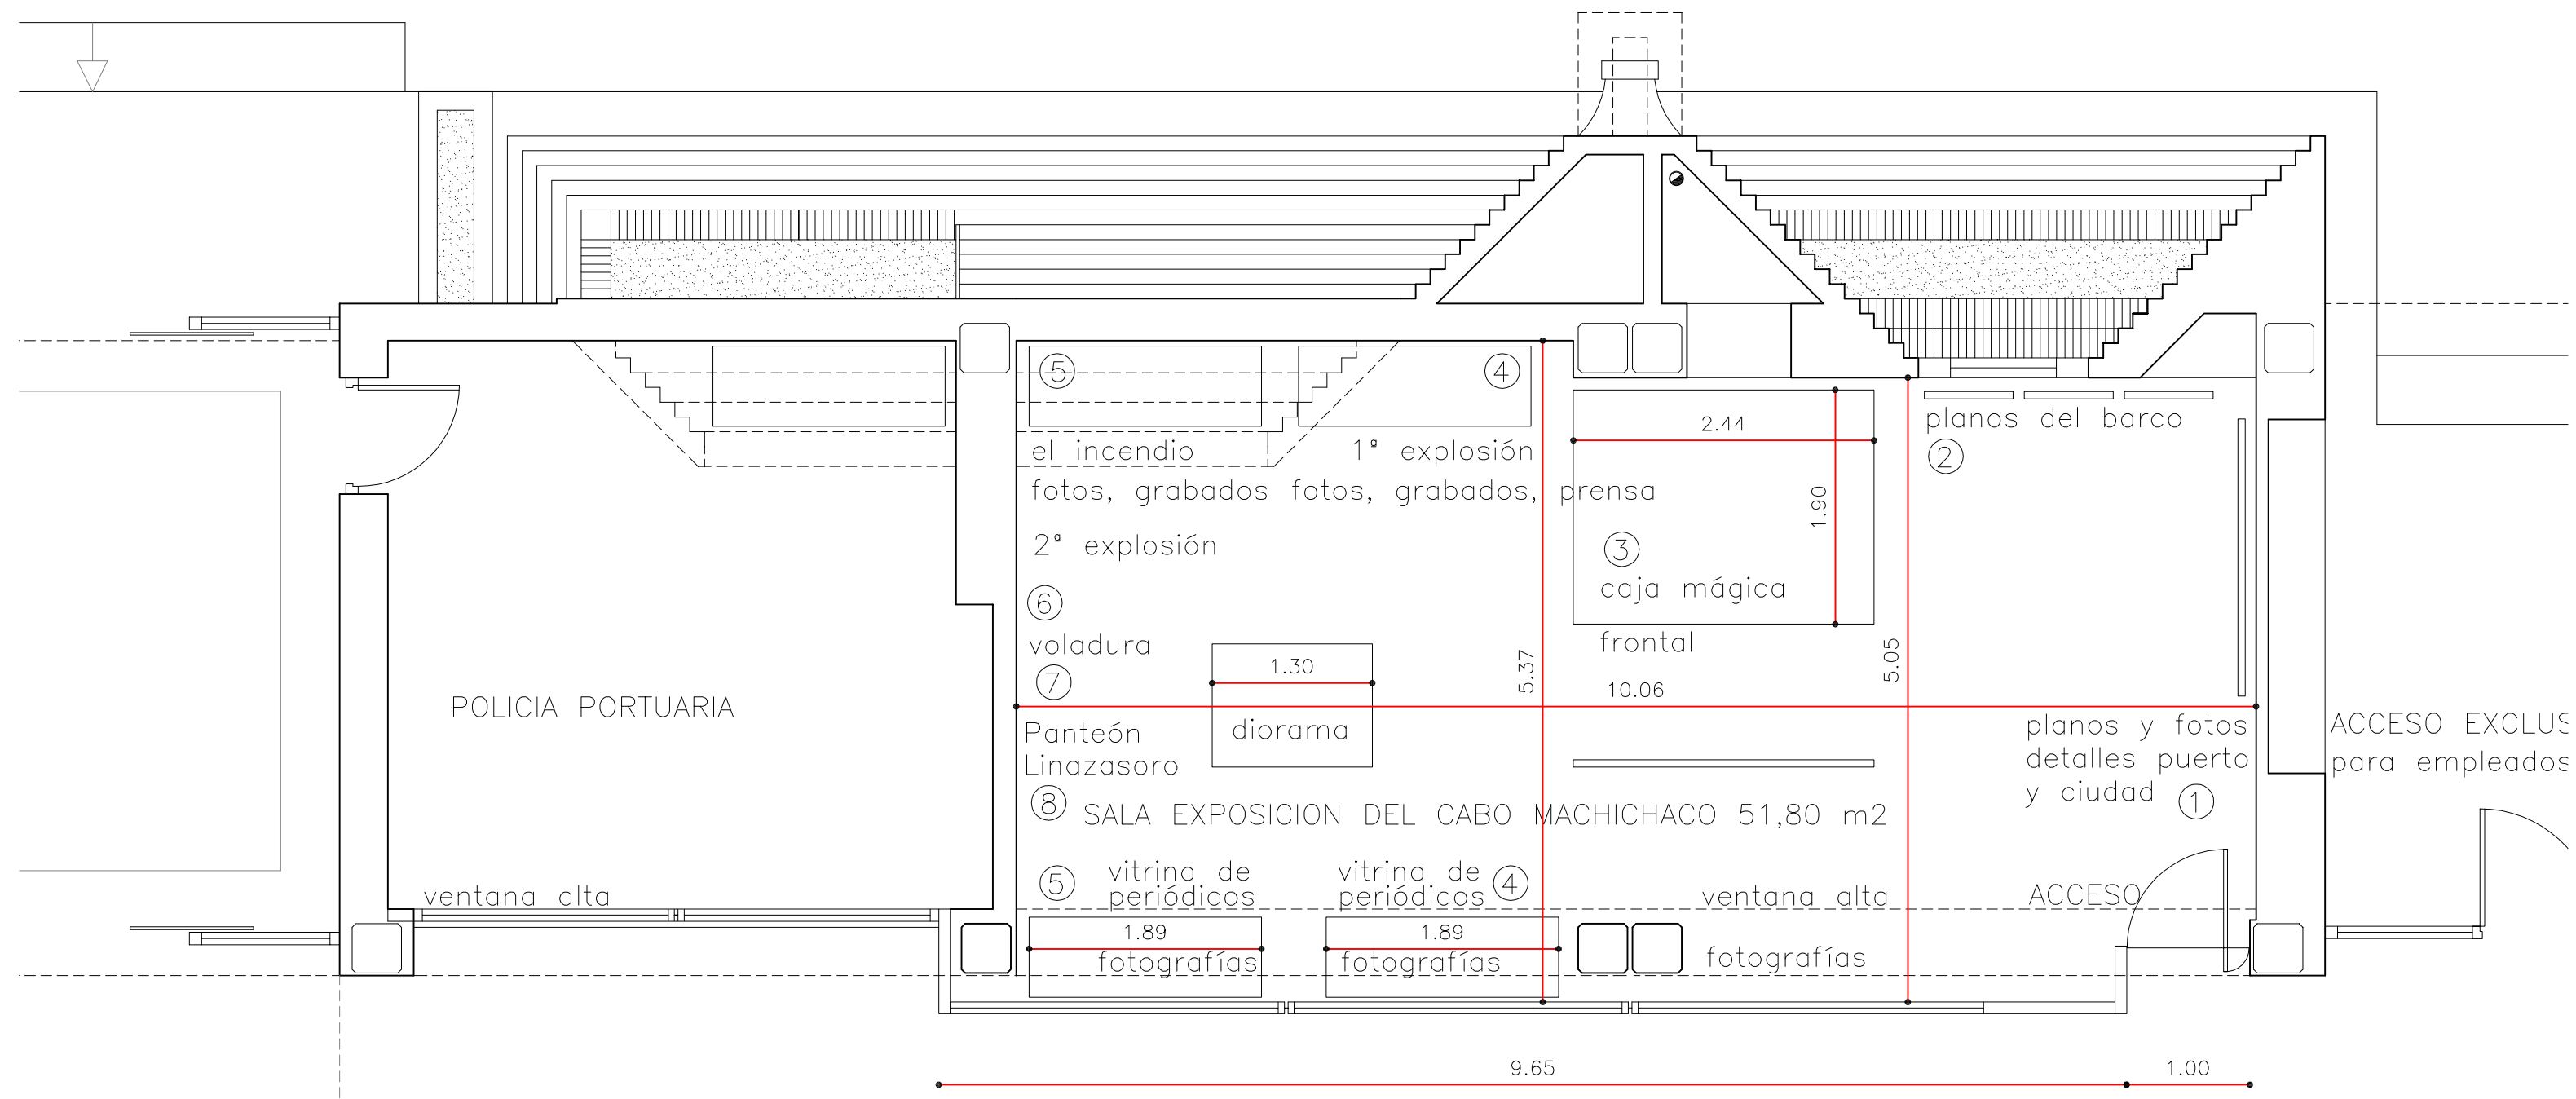 5
4
planos del barco
2
2.44
el incendio
1ª explosión
fotos, grabados
fotos, grabados, prensa
1.90
2ª explosión
3
caja mágica
6
voladura
frontal
7
1.30
5.37
5.05
10.06
POLICIA PORTUARIA
Panteón
Linazasoro
diorama
planos y fotos
detalles puerto
y ciudad
1
ACCESO EXCLUS
para empleados
8
SALA EXPOSICION DEL CABO MACHICHACO 51,80 m2
5
vitrina de
periódicos
vitrina de
periódicos
4
ventana alta
ventana alta
ACCESO
1.89
fotografías
1.89
fotografías
fotografías
9.65
1.00